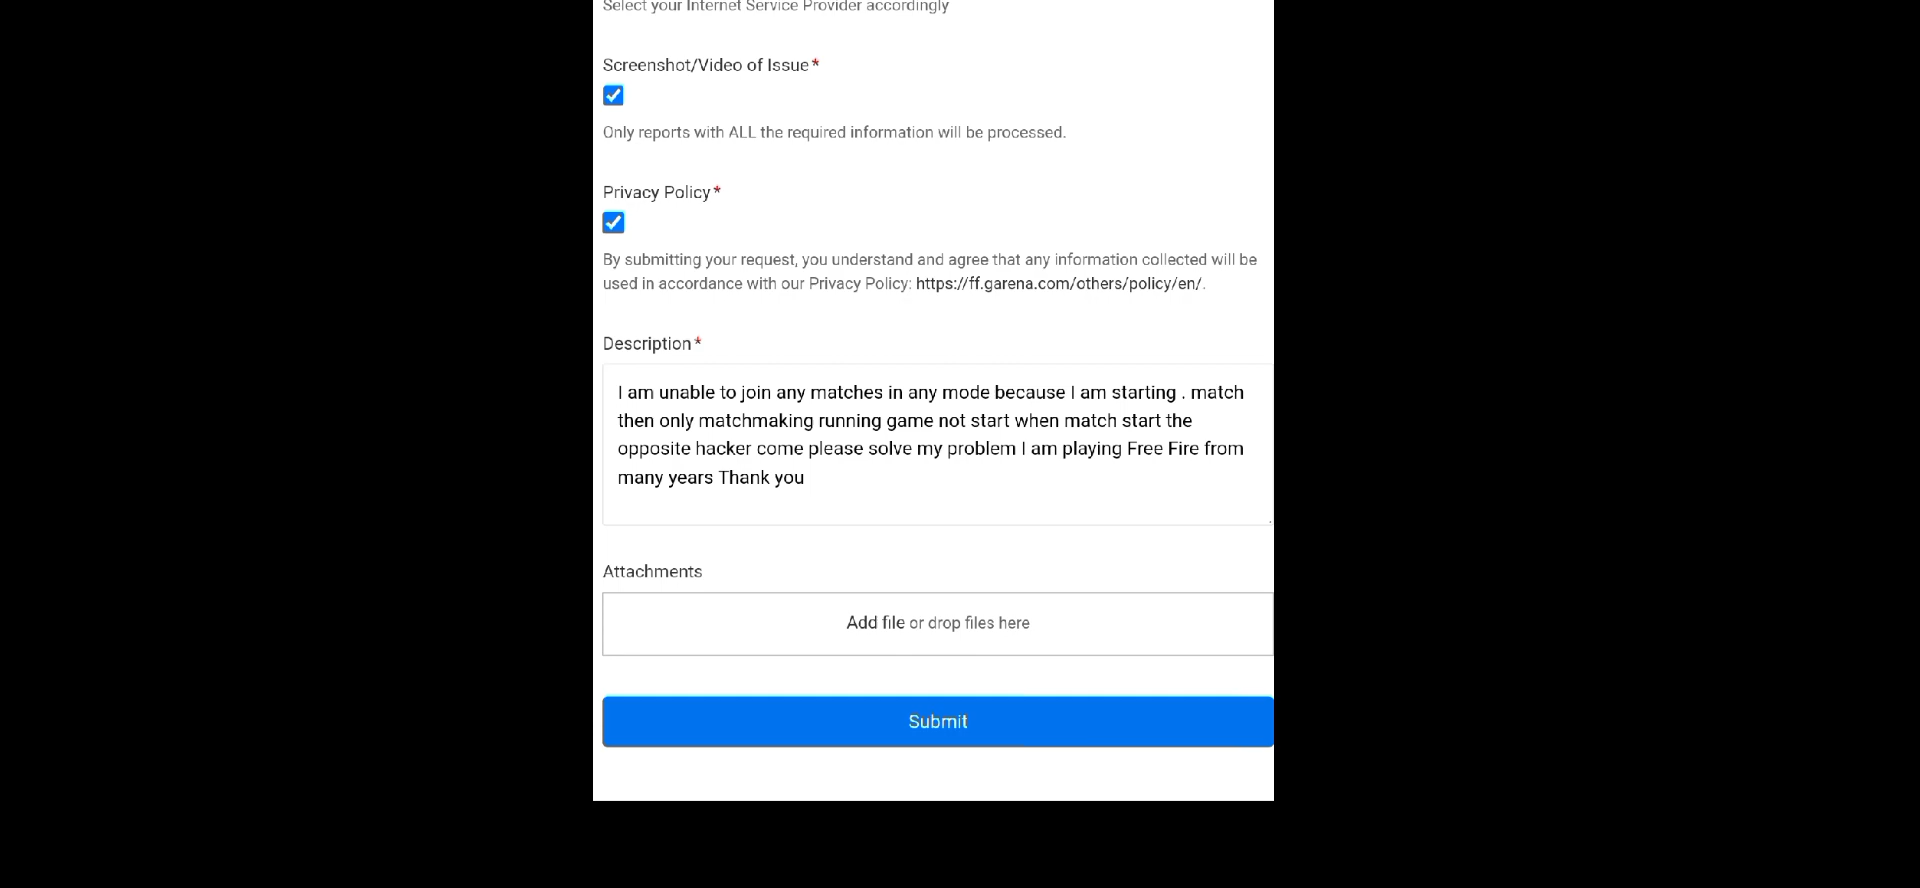 Select your Internet Service Provider accordingly
Screenshot/Video of Issue*
Only reports with ALL the required information will be processed.
Privacy Policy*
By submitting your request, you understand and agree that any information collected will be
used in accordance with our Privacy Policy: https://ff.garena.com/others/policy/en/.
Description*
I am unable to join any matches in any mode because I am starting . match
then only matchmaking running game not start when match start the
opposite hacker come please solve my problem I am playing Free Fire from
many years Thank you
Attachments
Add file or drop files here
Submit